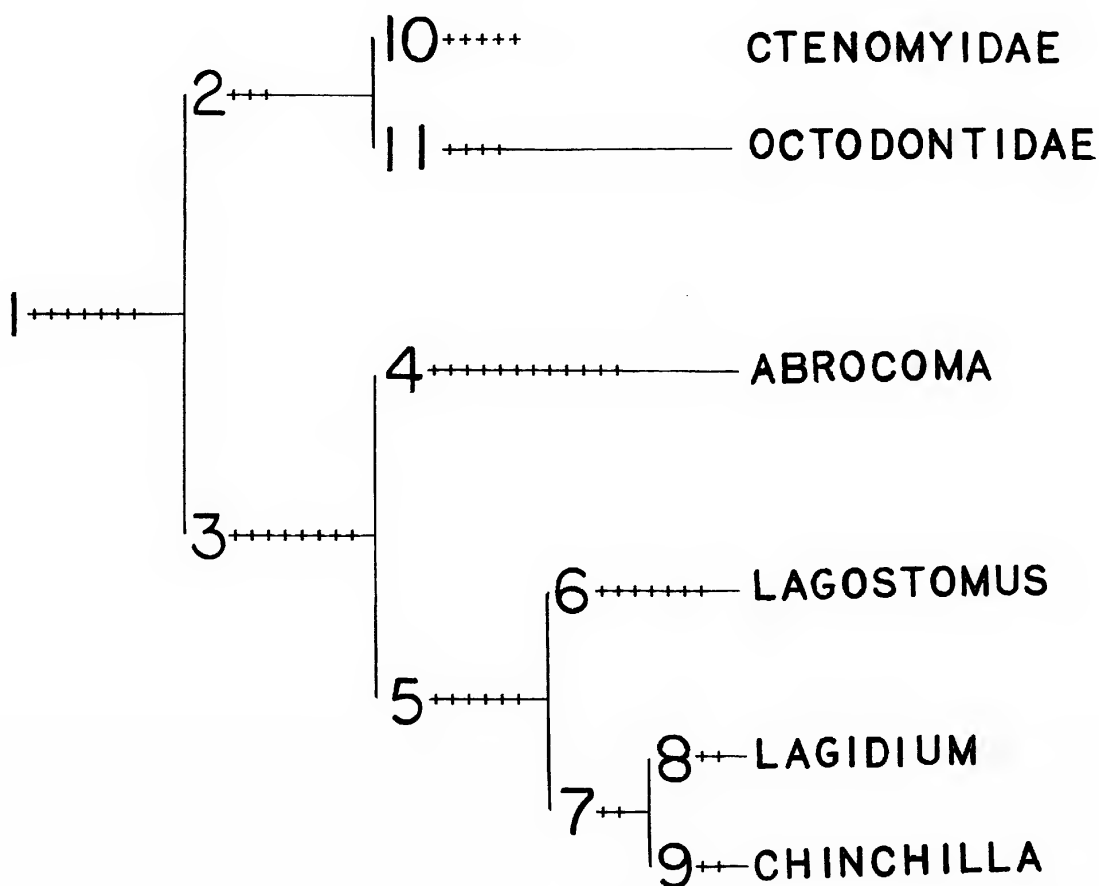 10 CTENOMYIDAE
2
11 OCTODONTIDAE
1
4 ABROCOMA
3
6 LAGOSTOMUS
5
8 LAGIDIUM
7
9 CHINCHILLA